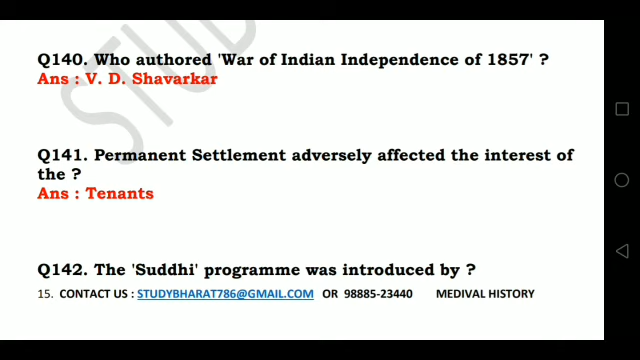 STUD
Q140. Who authored 'War of Indian Independence of 1857' ?
Ans : V. D. Shavarkar
Q141. Permanent Settlement adversely affected the interest of
the ?
Ans : Tenants
Q142. The 'Suddhi' programme was introduced by ?
15. CONTACT US : STUDYBHARAT786@GMAIL.COM OR 98885-23440 MEDIVAL HISTORY